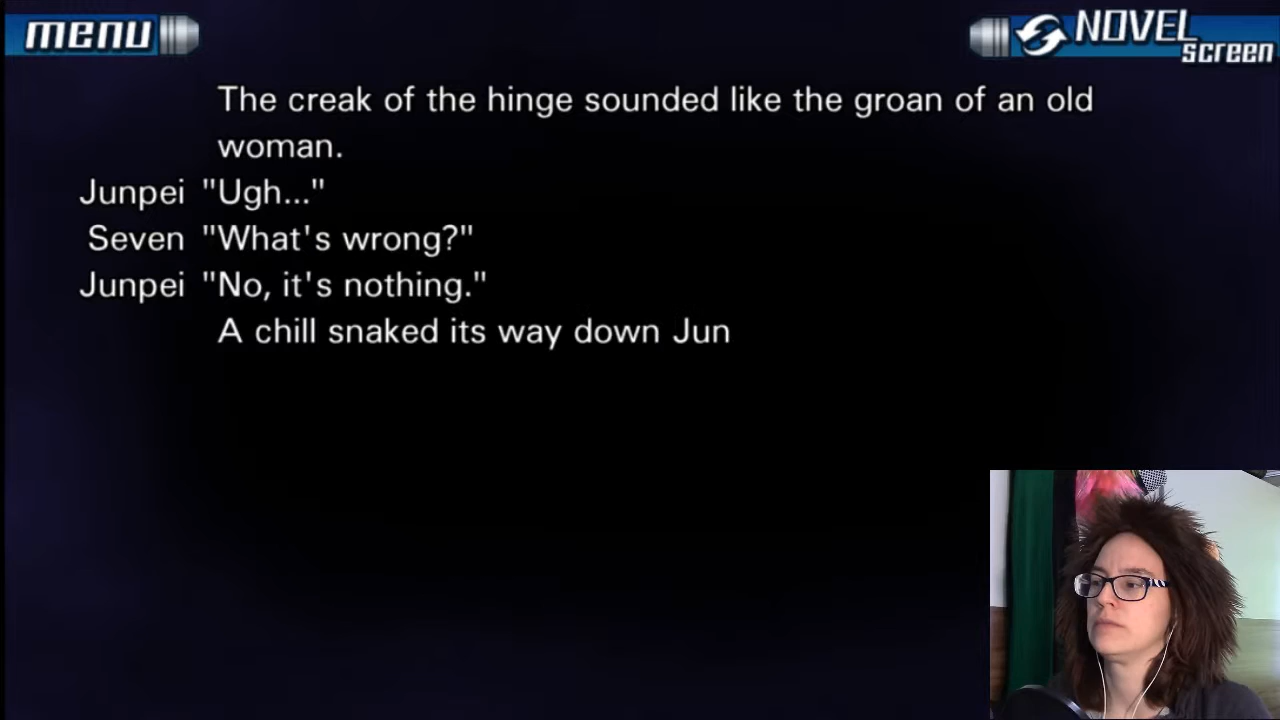 menu
NOVEL
screen
The creak of the hinge sounded like the groan of an old
woman.
Junpei "Ugh..."
Seven "What's wrong?"
Junpei "No, it's nothing."
A chill snaked its way down Jun